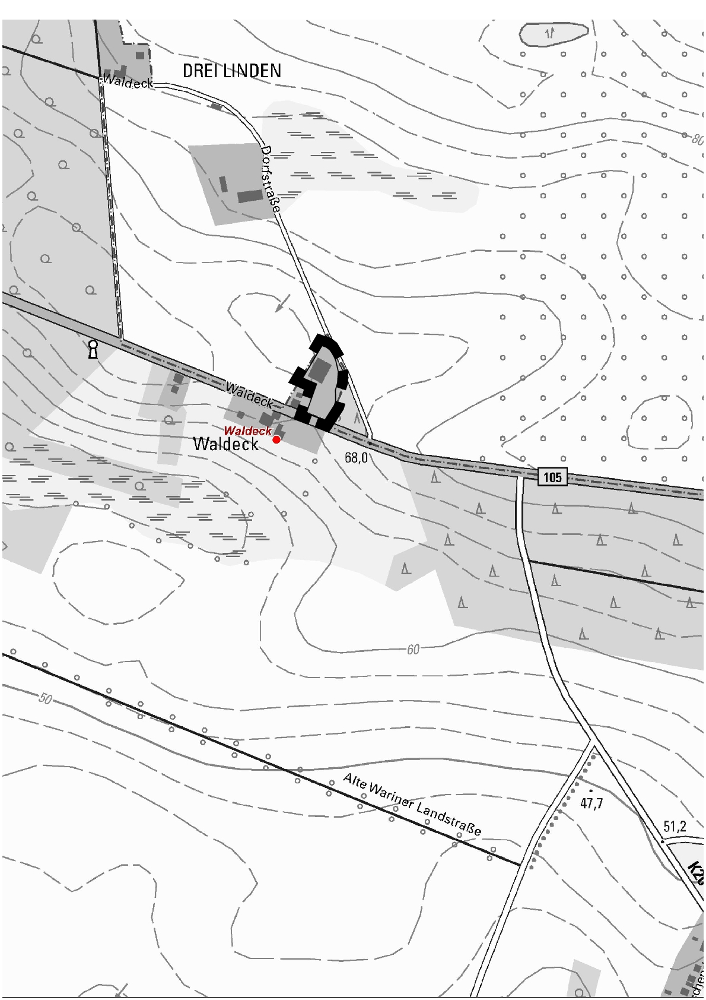 DREI LINDEN
Waldeck
80
Dorfstraße
Waldeck
Waldeck
Waldeck
68,0
105
60
50
Alte Wariner Landstraße
47,7
51,2